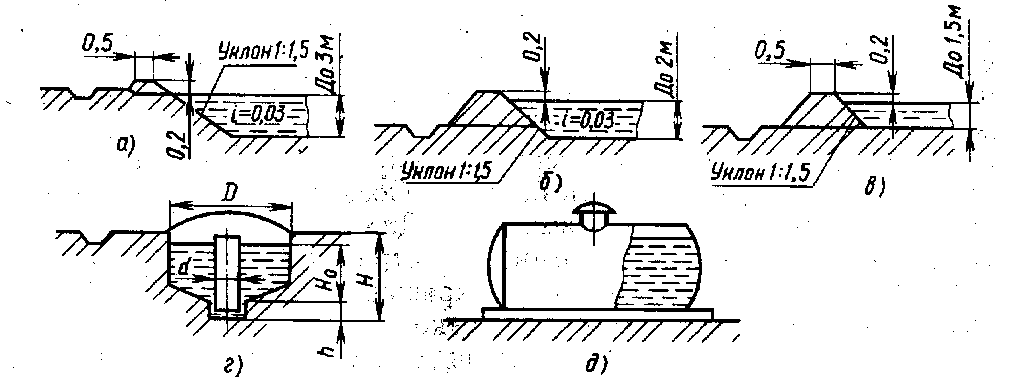 0,5
Уклон 1:1,5
До 3м
i=0,03
0,2
а)
0,2
До 2м
i=0,03
Уклон 1:1,5
б)
0,5
0,2
До 1,5м
Уклон 1:1,5
в)
D
d
H₀
H
h
г)
д)